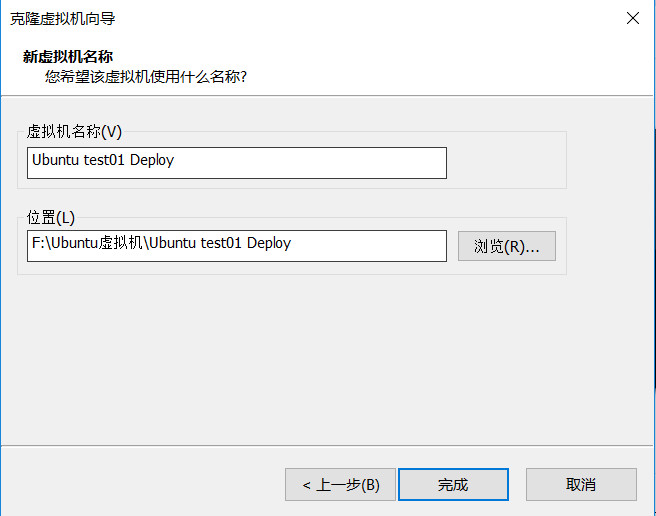 克隆虚拟机向导
新虚拟机名称
您希望该虚拟机使用什么名称?
虚拟机名称(V)
Ubuntu test01 Deploy
位置(L)
F:\Ubuntu虚拟机\Ubuntu test01 Deploy
浏览(R)...
< 上一步(B)
完成
取消